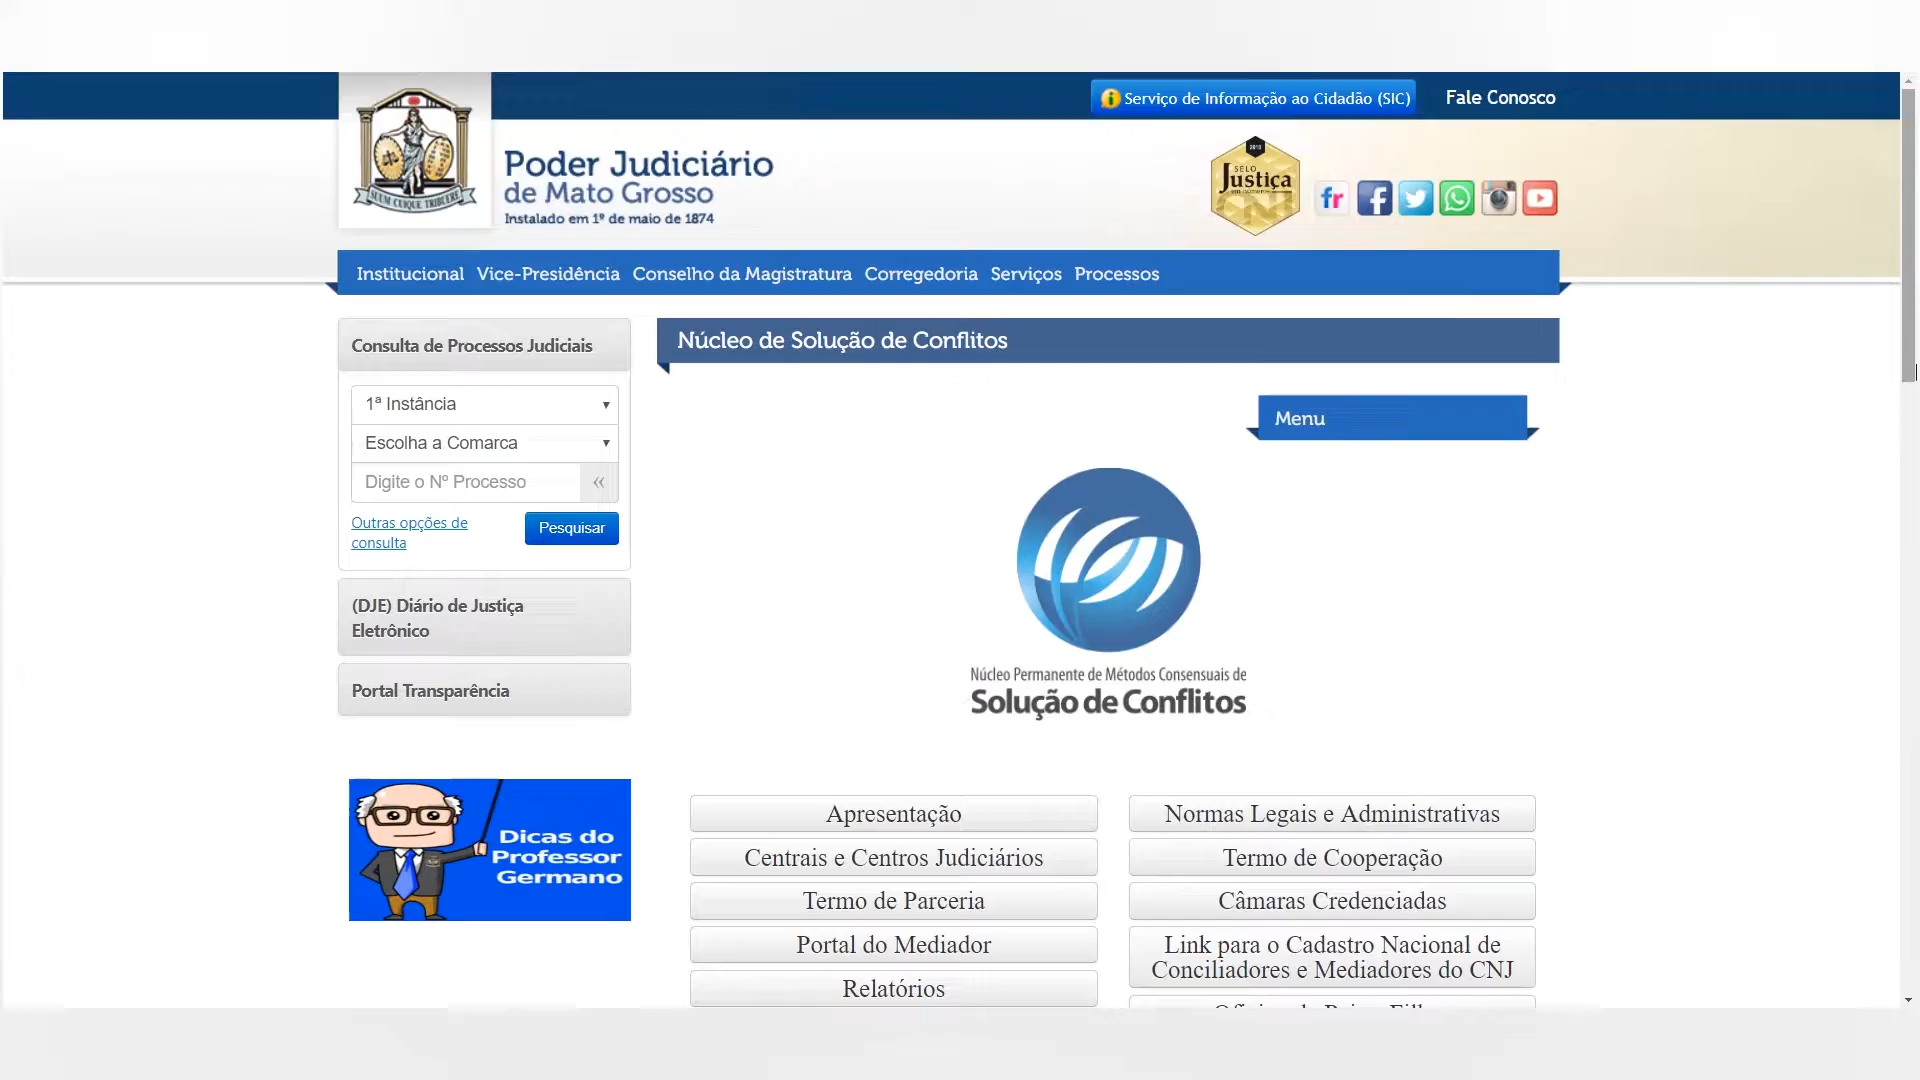 Serviço de Informação ao Cidadão (SIC)
Fale Conosco
SUUM CUIQUE TRIBUERE
Poder Judiciário
de Mato Grosso
Instalado em 1º de maio de 1874
SELO
Justiça
CNJ
fr
Institucional Vice-Presidência Conselho da Magistratura Corregedoria Serviços Processos
Consulta de Processos Judiciais
1ª Instância
Escolha a Comarca
Digite o Nº Processo «
Outras opções de
consulta
Pesquisar
(DJE) Diário de Justiça
Eletrônico
Portal Transparência
Dicas do
Professor
Germano
Núcleo de Solução de Conflitos
Menu
Núcleo Permanente de Métodos Consensuais de
Solução de Conflitos
Apresentação
Centrais e Centros Judiciários
Termo de Parceria
Portal do Mediador
Relatórios
Normas Legais e Administrativas
Termo de Cooperação
Câmaras Credenciadas
Link para o Cadastro Nacional de
Conciliadores e Mediadores do CNJ